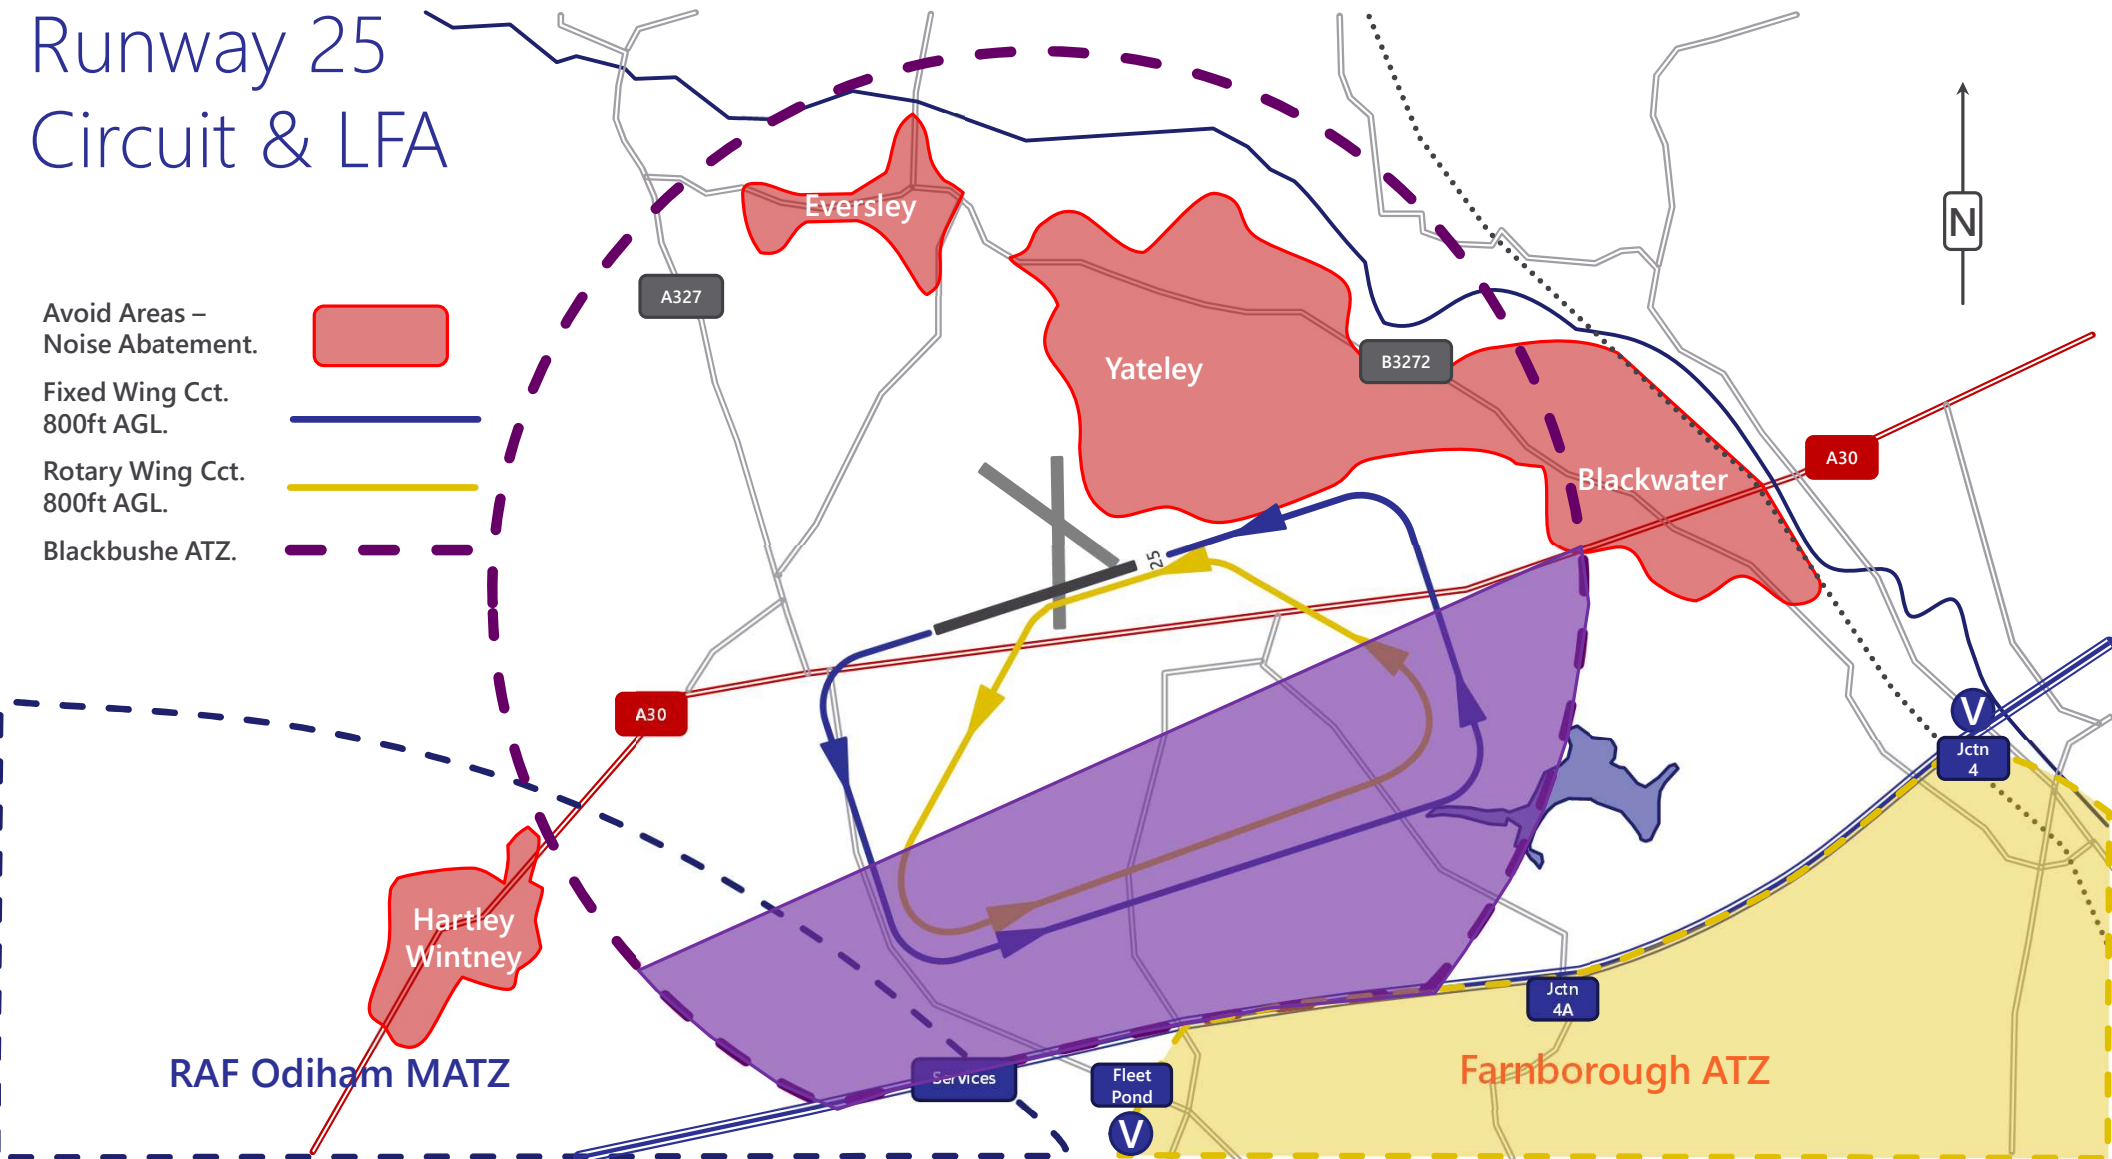 Runway 25
Circuit & LFA
Avoid Areas –
Noise Abatement.
Fixed Wing Cct.
800ft AGL.
Rotary Wing Cct.
800ft AGL.
Blackbushe ATZ.
N
Eversley
A327
Yateley
B3272
Blackwater
A30
25
A30
V
Jctn
4
Hartley
Wintney
Jctn
4A
RAF Odiham MATZ
Services
Fleet
Pond
V
Farnborough ATZ